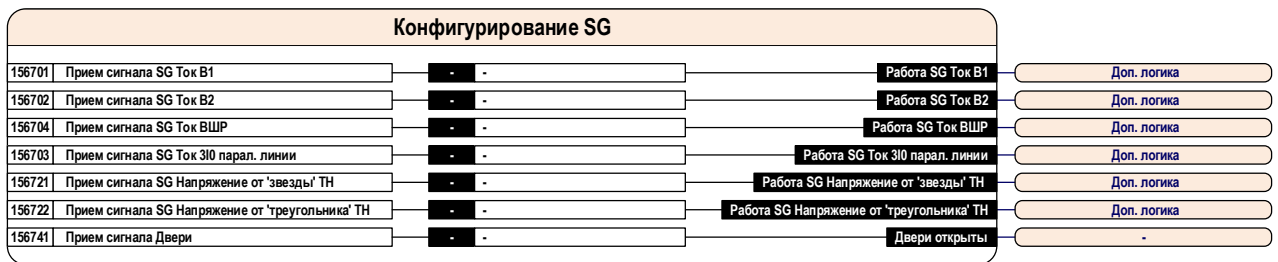 Конфигурирование SG
156701 Прием сигнала SG Ток В1 - - Работа SG Ток В1 Доп. логика
156702 Прием сигнала SG Ток В2 - - Работа SG Ток В2 Доп. логика
156704 Прием сигнала SG Ток ВШР - - Работа SG Ток ВШР Доп. логика
156703 Прием сигнала SG Ток 3I0 парал. линии - - Работа SG Ток 3I0 парал. линии Доп. логика
156721 Прием сигнала SG Напряжение от 'звезды' ТН - - Работа SG Напряжение от 'звезды' ТН Доп. логика
156722 Прием сигнала SG Напряжение от 'треугольника' ТН - - Работа SG Напряжение от 'треугольника' ТН Доп. логика
156741 Прием сигнала Двери - - Двери открыты -